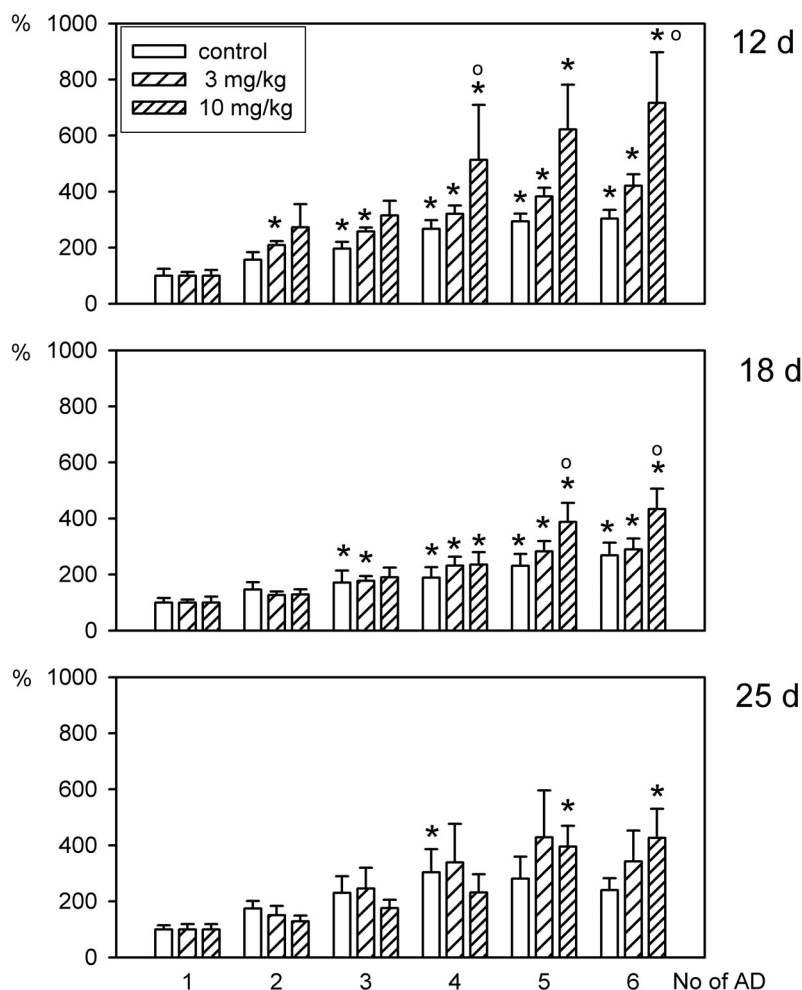 % 1000
12 d
control
3 mg/kg
10 mg/kg
800
600
400
200
0
* * * * * * * * * * * * *
o o
% 1000
18 d
800
600
400
200
0
* * * * * * * * * * *
o o
% 1000
25 d
800
600
400
200
0
* * *
1 2 3 4 5 6 No of AD